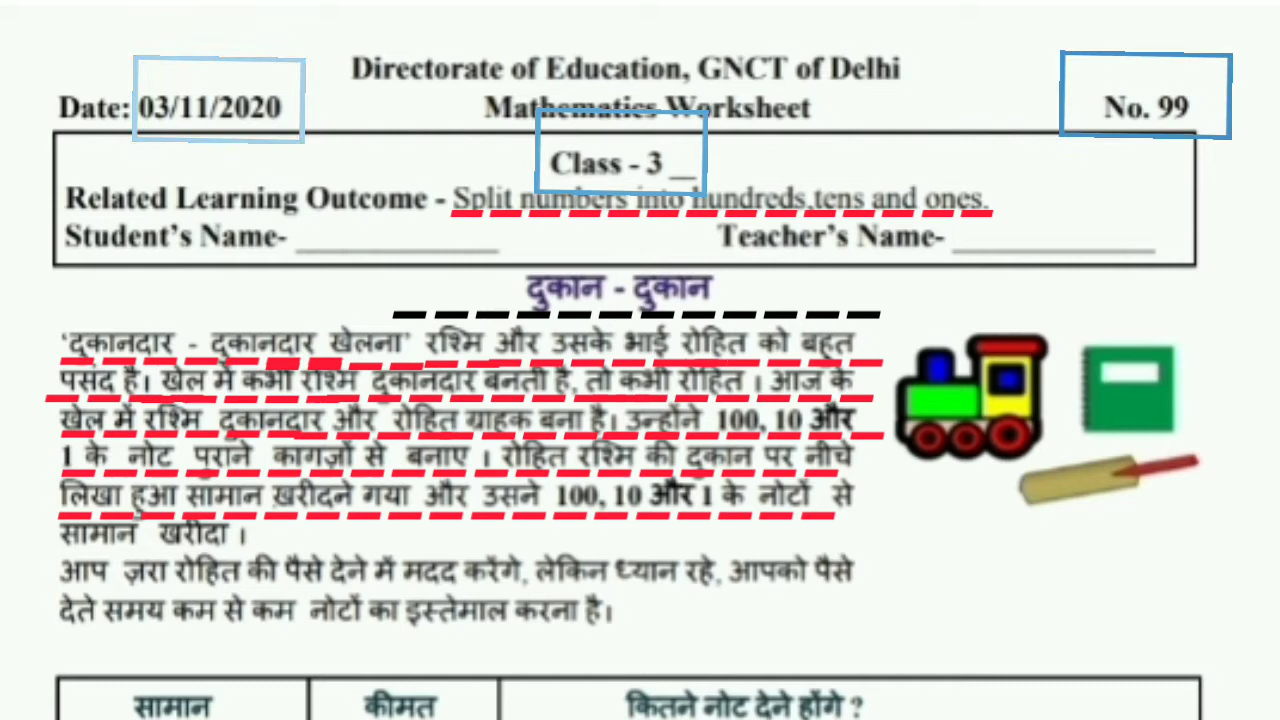 Directorate of Education, GNCT of Delhi
Date: 03/11/2020 Mathematics Worksheet No. 99
Class - 3 __
Related Learning Outcome - Split numbers into hundreds,tens and ones.
Student's Name- ______________ Teacher's Name- ______________
दुकान - दुकान
'दुकानदार - दुकानदार खेलना' रश्मि और उसके भाई रोहित को बहुत
पसंद है। खेल में कभी रश्मि दुकानदार बनती है, तो कभी रोहित । आज के
खेल में रश्मि दुकानदार और रोहित ग्राहक बना है। उन्होंने 100, 10 और
1 के नोट पुराने कागज़ों से बनाए । रोहित रश्मि की दुकान पर नीचे
लिखा हुआ सामान ख़रीदने गया और उसने 100, 10 और 1 के नोटों से
सामान खरीदा ।
आप ज़रा रोहित की पैसे देने में मदद करेंगे, लेकिन ध्यान रहे, आपको पैसे
देते समय कम से कम नोटों का इस्तेमाल करना है।
सामान कीमत कितने नोट देने होंगे ?